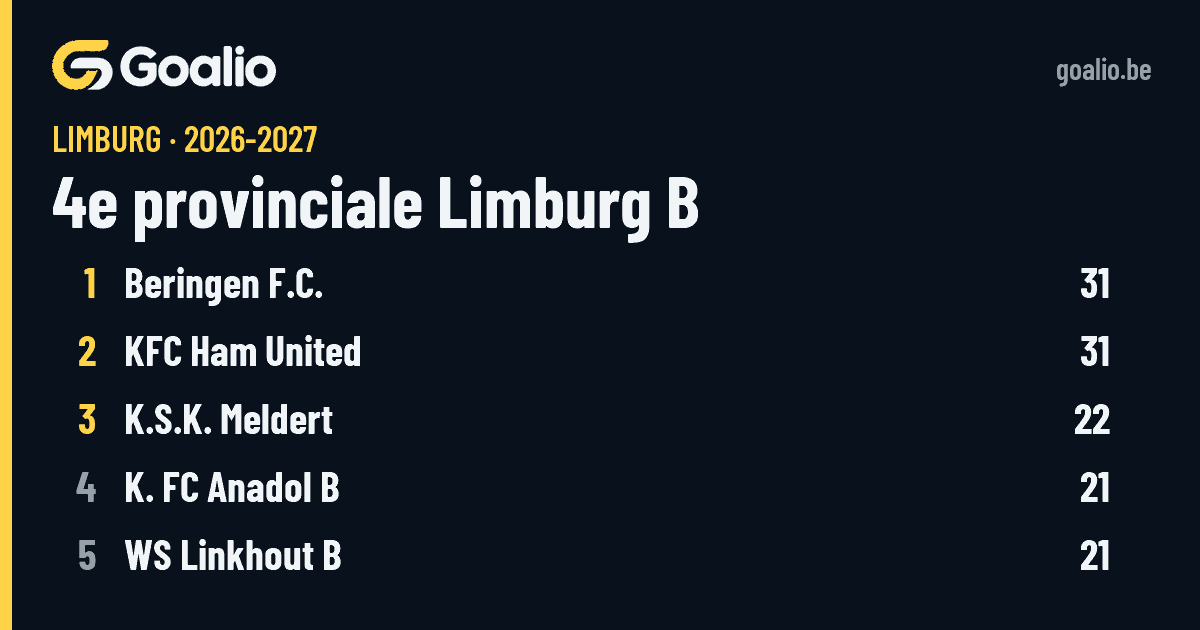 Goalio
goalio.be
LIMBURG · 2026-2027
4e provinciale Limburg B
1 Beringen F.C. 31
2 KFC Ham United 31
3 K.S.K. Meldert 22
4 K. FC Anadol B 21
5 WS Linkhout B 21